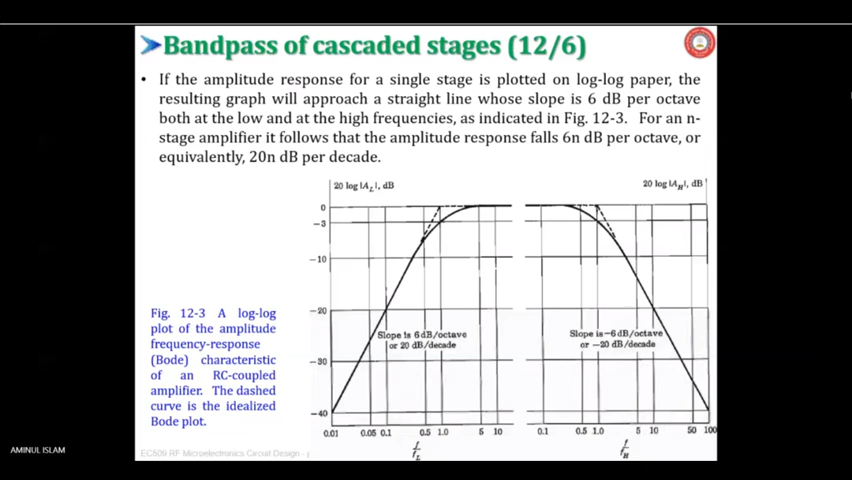 Bandpass of cascaded stages (12/6)
• If the amplitude response for a single stage is plotted on log-log paper, the
resulting graph will approach a straight line whose slope is 6 dB per octave
both at the low and at the high frequencies, as indicated in Fig. 12-3. For an n-
stage amplifier it follows that the amplitude response falls 6n dB per octave, or
equivalently, 20n dB per decade.
20 log |A_L|, dB
20 log |A_H|, dB
0
−3
−10
−20
−30
−40
Slope is 6 dB/octave
or 20 dB/decade
Slope is −6 dB/octave
or −20 dB/decade
0.01 0.05 0.1 0.5 1.0 5 10
0.1 0.5 1.0 5 10 50 100
f/f_L
f/f_H
Fig. 12-3 A log-log
plot of the amplitude
frequency-response
(Bode) characteristic
of an RC-coupled
amplifier. The dashed
curve is the idealized
Bode plot.
AMINUL ISLAM
EC509 RF Microelectronics Circuit Design -